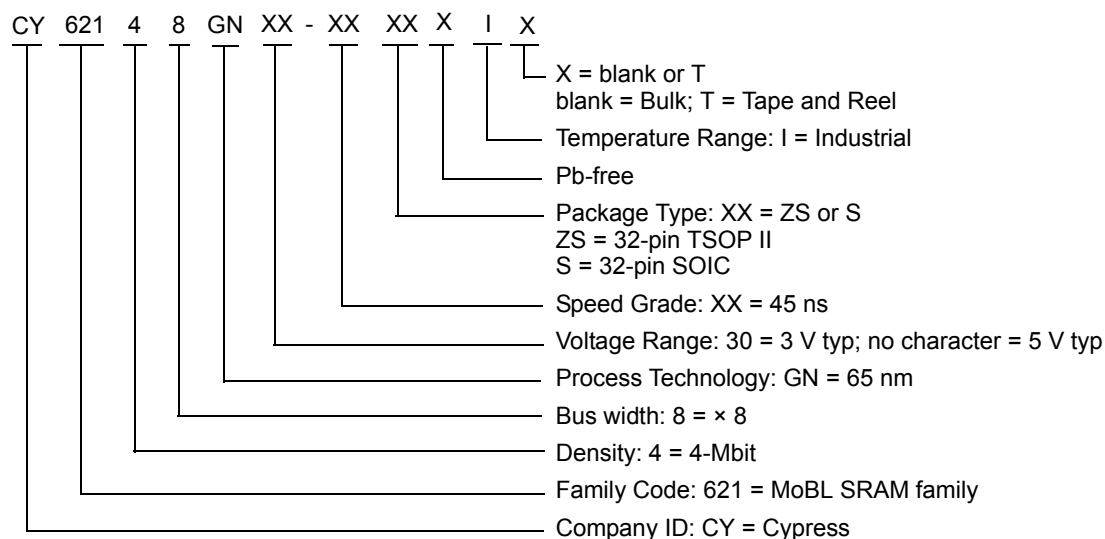 CY 621 4 8 GN XX - XX XX X I X
X = blank or T
blank = Bulk; T = Tape and Reel
Temperature Range: I = Industrial
Pb-free
Package Type: XX = ZS or S
ZS = 32-pin TSOP II
S = 32-pin SOIC
Speed Grade: XX = 45 ns
Voltage Range: 30 = 3 V typ; no character = 5 V typ
Process Technology: GN = 65 nm
Bus width: 8 = × 8
Density: 4 = 4-Mbit
Family Code: 621 = MoBL SRAM family
Company ID: CY = Cypress